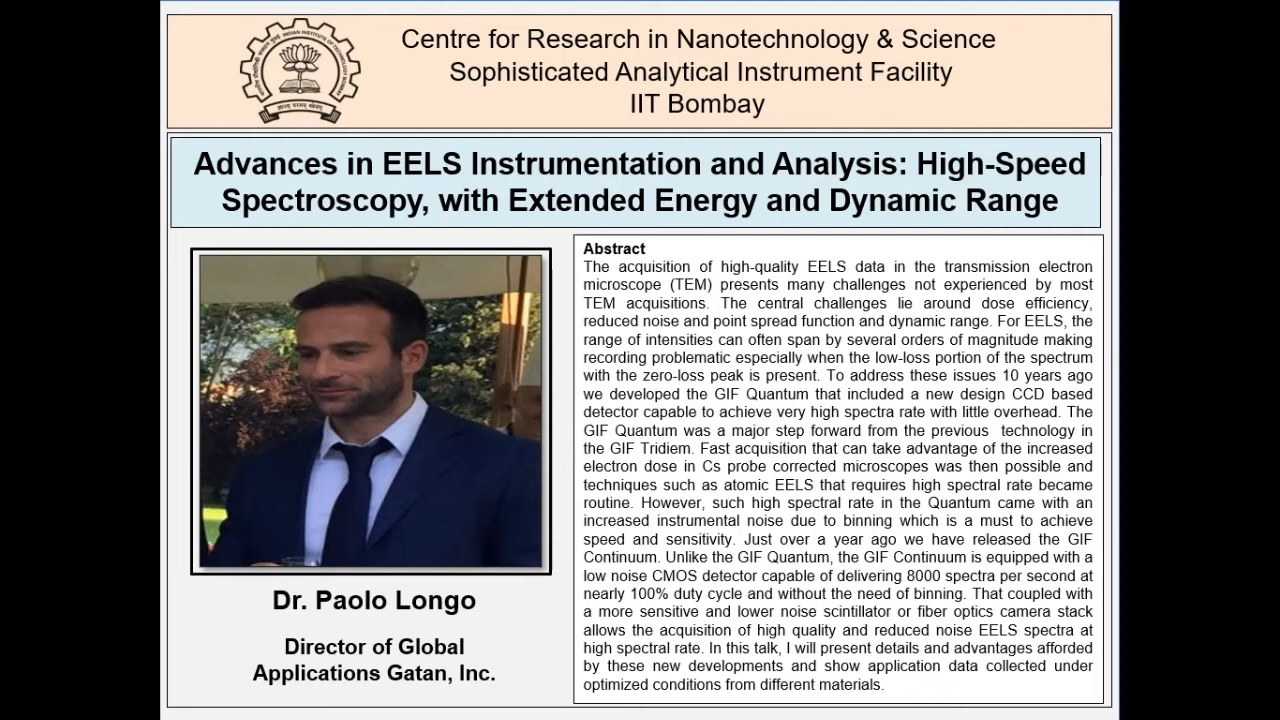 Centre for Research in Nanotechnology & Science
Sophisticated Analytical Instrument Facility
IIT Bombay
Advances in EELS Instrumentation and Analysis: High-Speed
Spectroscopy, with Extended Energy and Dynamic Range
Abstract
The acquisition of high-quality EELS data in the transmission electron
microscope (TEM) presents many challenges not experienced by most
TEM acquisitions. The central challenges lie around dose efficiency,
reduced noise and point spread function and dynamic range. For EELS, the
range of intensities can often span by several orders of magnitude making
recording problematic especially when the low-loss portion of the spectrum
with the zero-loss peak is present. To address these issues 10 years ago
we developed the GIF Quantum that included a new design CCD based
detector capable to achieve very high spectra rate with little overhead. The
GIF Quantum was a major step forward from the previous technology in
the GIF Tridiem. Fast acquisition that can take advantage of the increased
electron dose in Cs probe corrected microscopes was then possible and
techniques such as atomic EELS that requires high spectral rate became
routine. However, such high spectral rate in the Quantum came with an
increased instrumental noise due to binning which is a must to achieve
speed and sensitivity. Just over a year ago we have released the GIF
Continuum. Unlike the GIF Quantum, the GIF Continuum is equipped with a
low noise CMOS detector capable of delivering 8000 spectra per second at
nearly 100% duty cycle and without the need of binning. That coupled with
a more sensitive and lower noise scintillator or fiber optics camera stack
allows the acquisition of high quality and reduced noise EELS spectra at
high spectral rate. In this talk, I will present details and advantages afforded
by these new developments and show application data collected under
optimized conditions from different materials.
Dr. Paolo Longo
Director of Global
Applications Gatan, Inc.